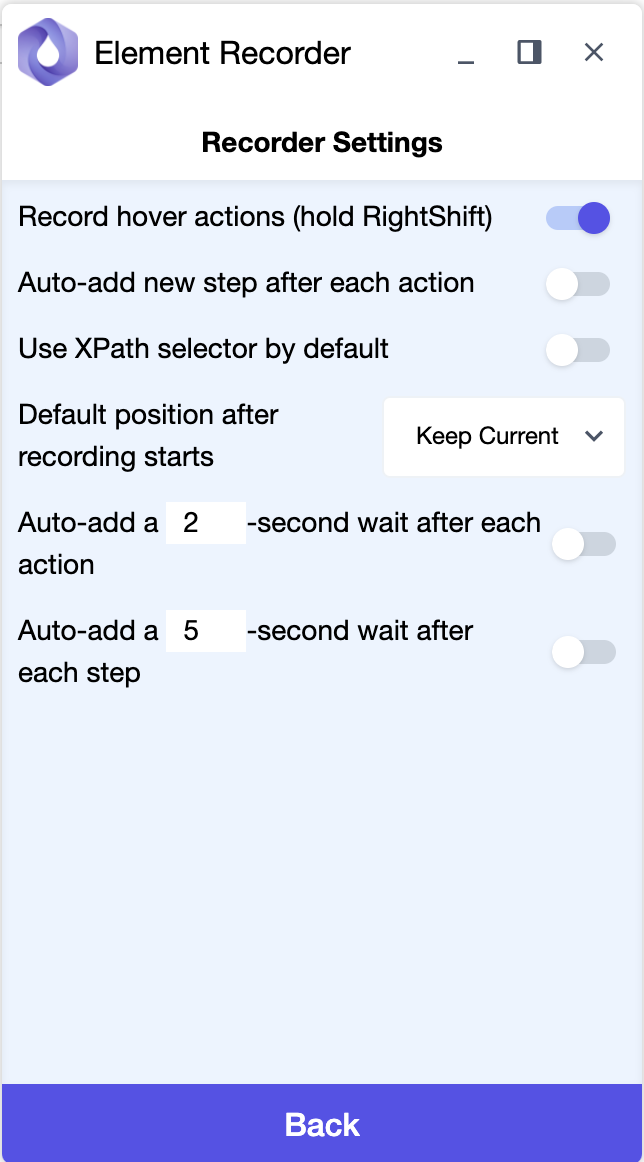 Element Recorder
Recorder Settings
Record hover actions (hold RightShift)
Auto-add new step after each action
Use XPath selector by default
Default position after
recording starts
Keep Current
Auto-add a 2 -second wait after each
action
Auto-add a 5 -second wait after
each step
Back